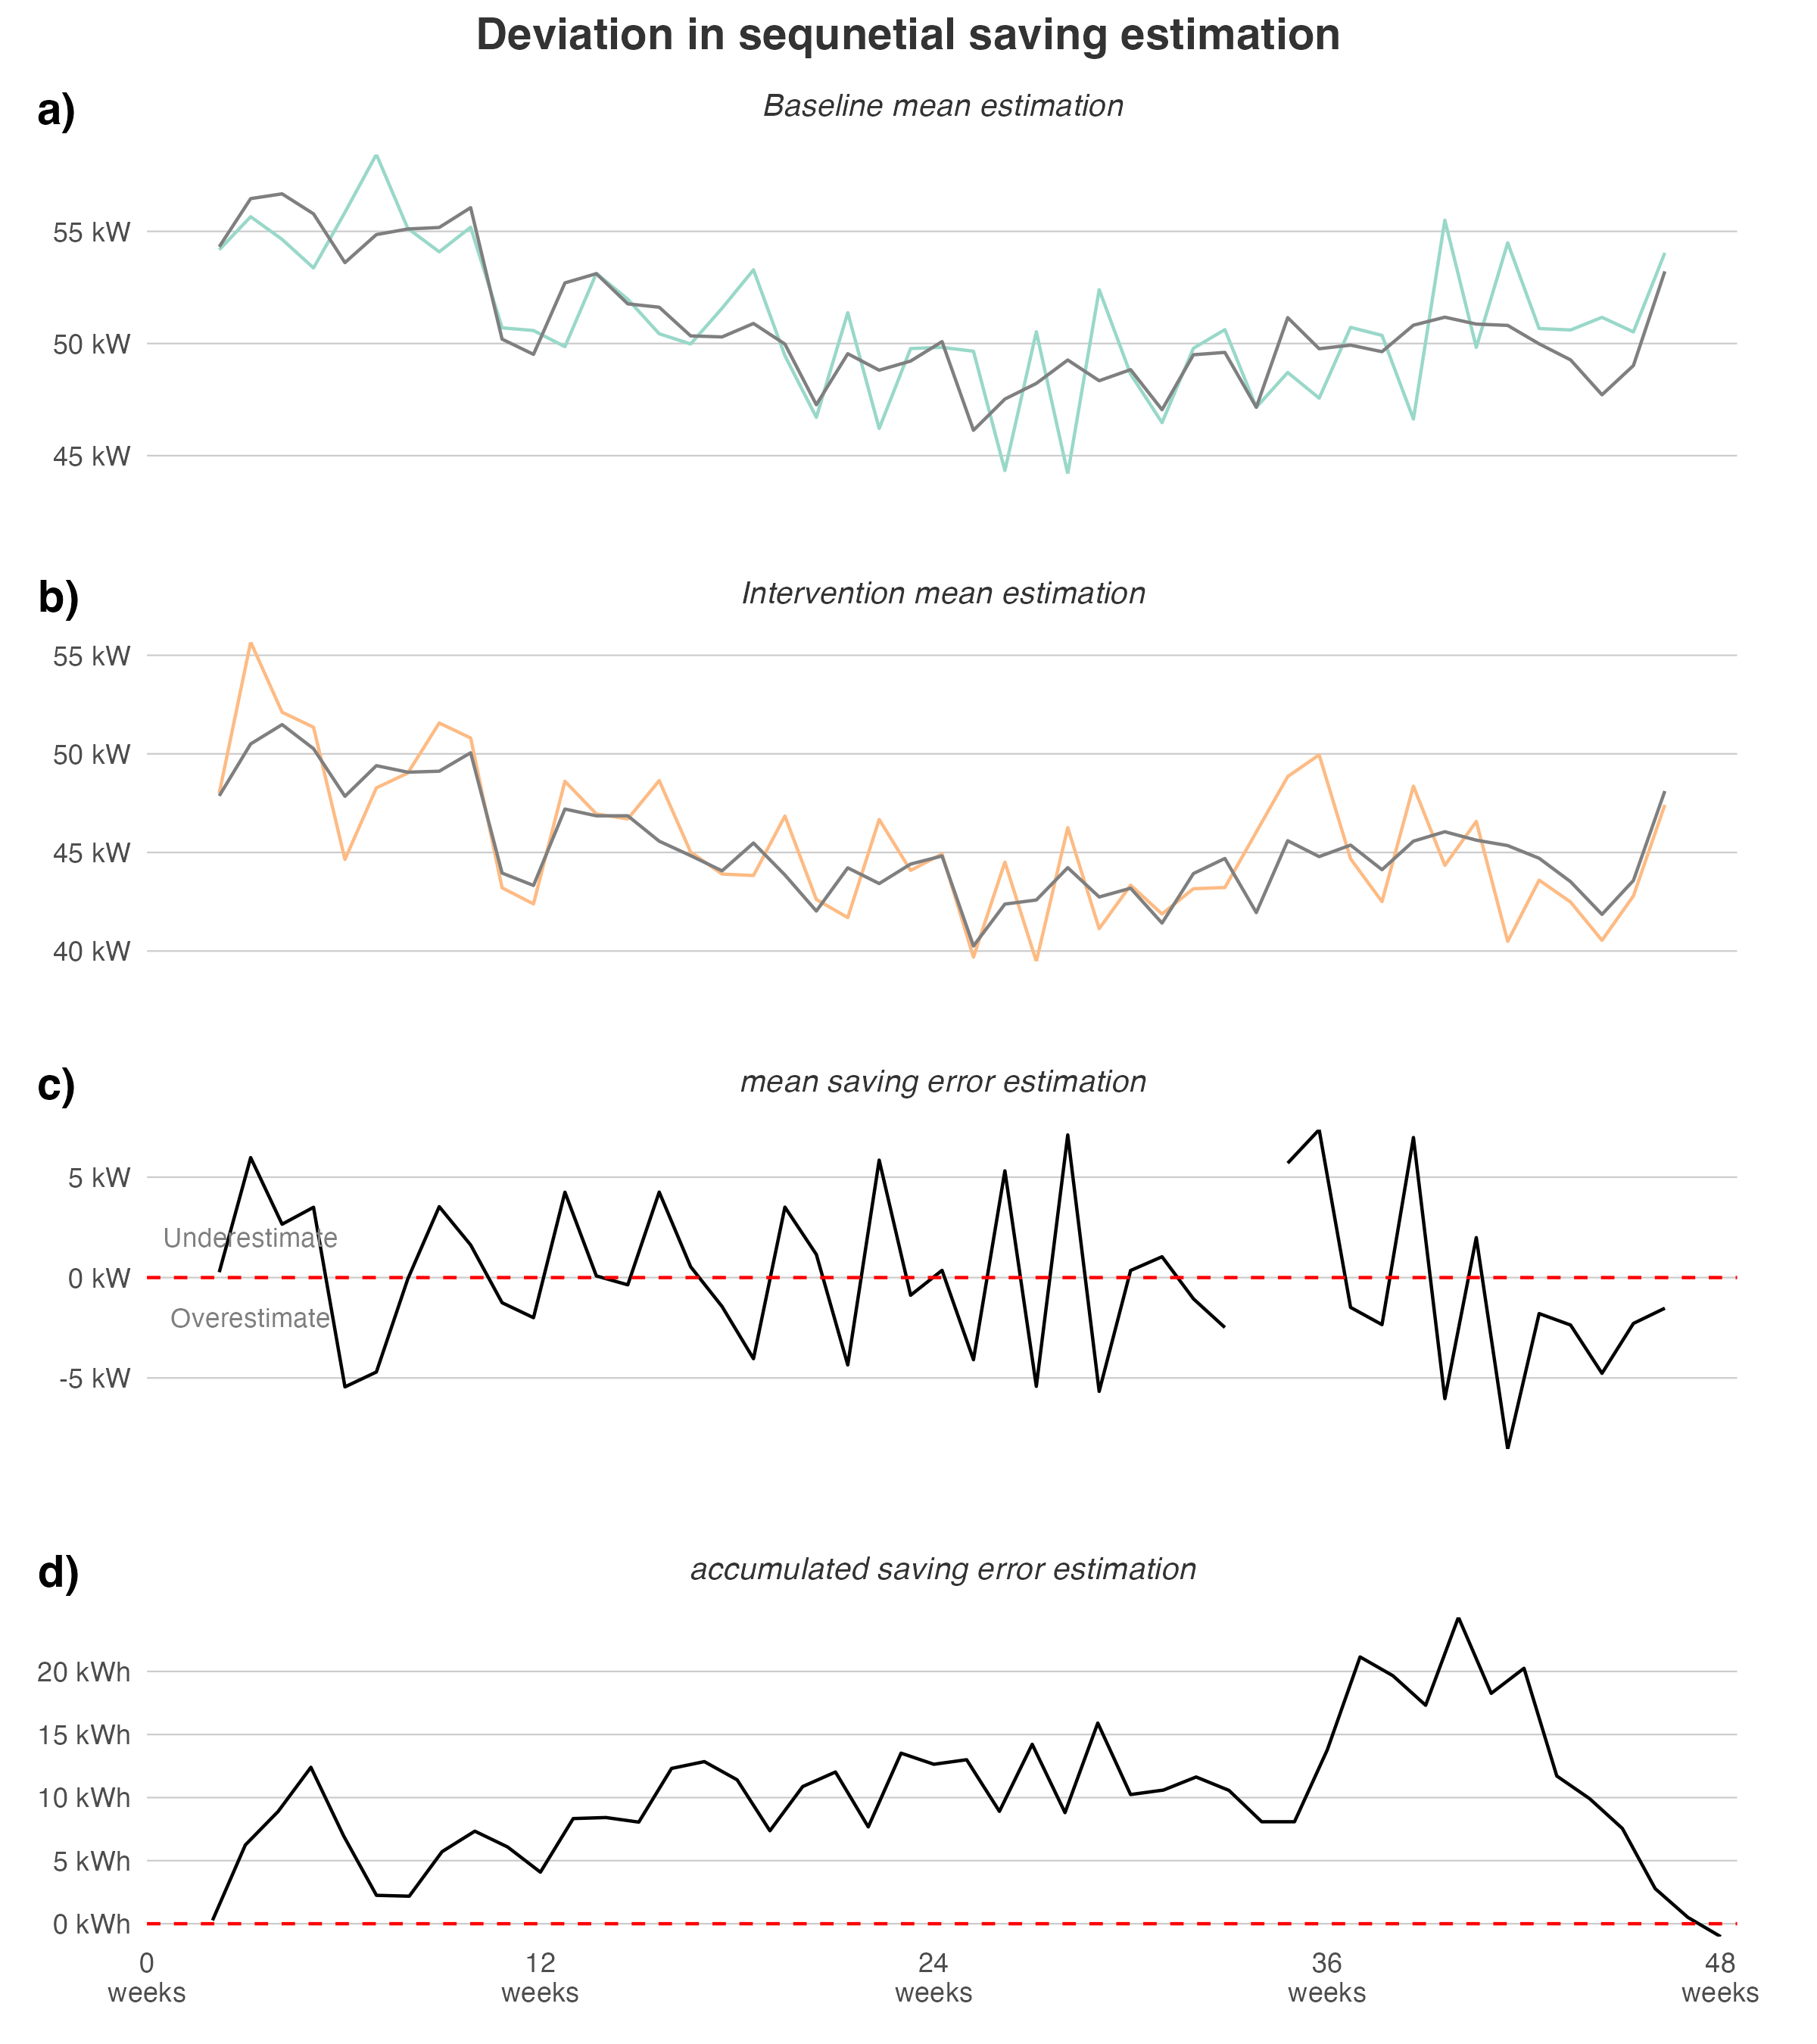 Deviation in sequnetial saving estimation
a)
Baseline mean estimation
55 kW
50 kW
45 kW
b)
Intervention mean estimation
55 kW
50 kW
45 kW
40 kW
c)
mean saving error estimation
5 kW
Underestimate
0 kW
Overestimate
-5 kW
d)
accumulated saving error estimation
20 kWh
15 kWh
10 kWh
5 kWh
0 kWh
0 12 24 36 48
weeks weeks weeks weeks weeks